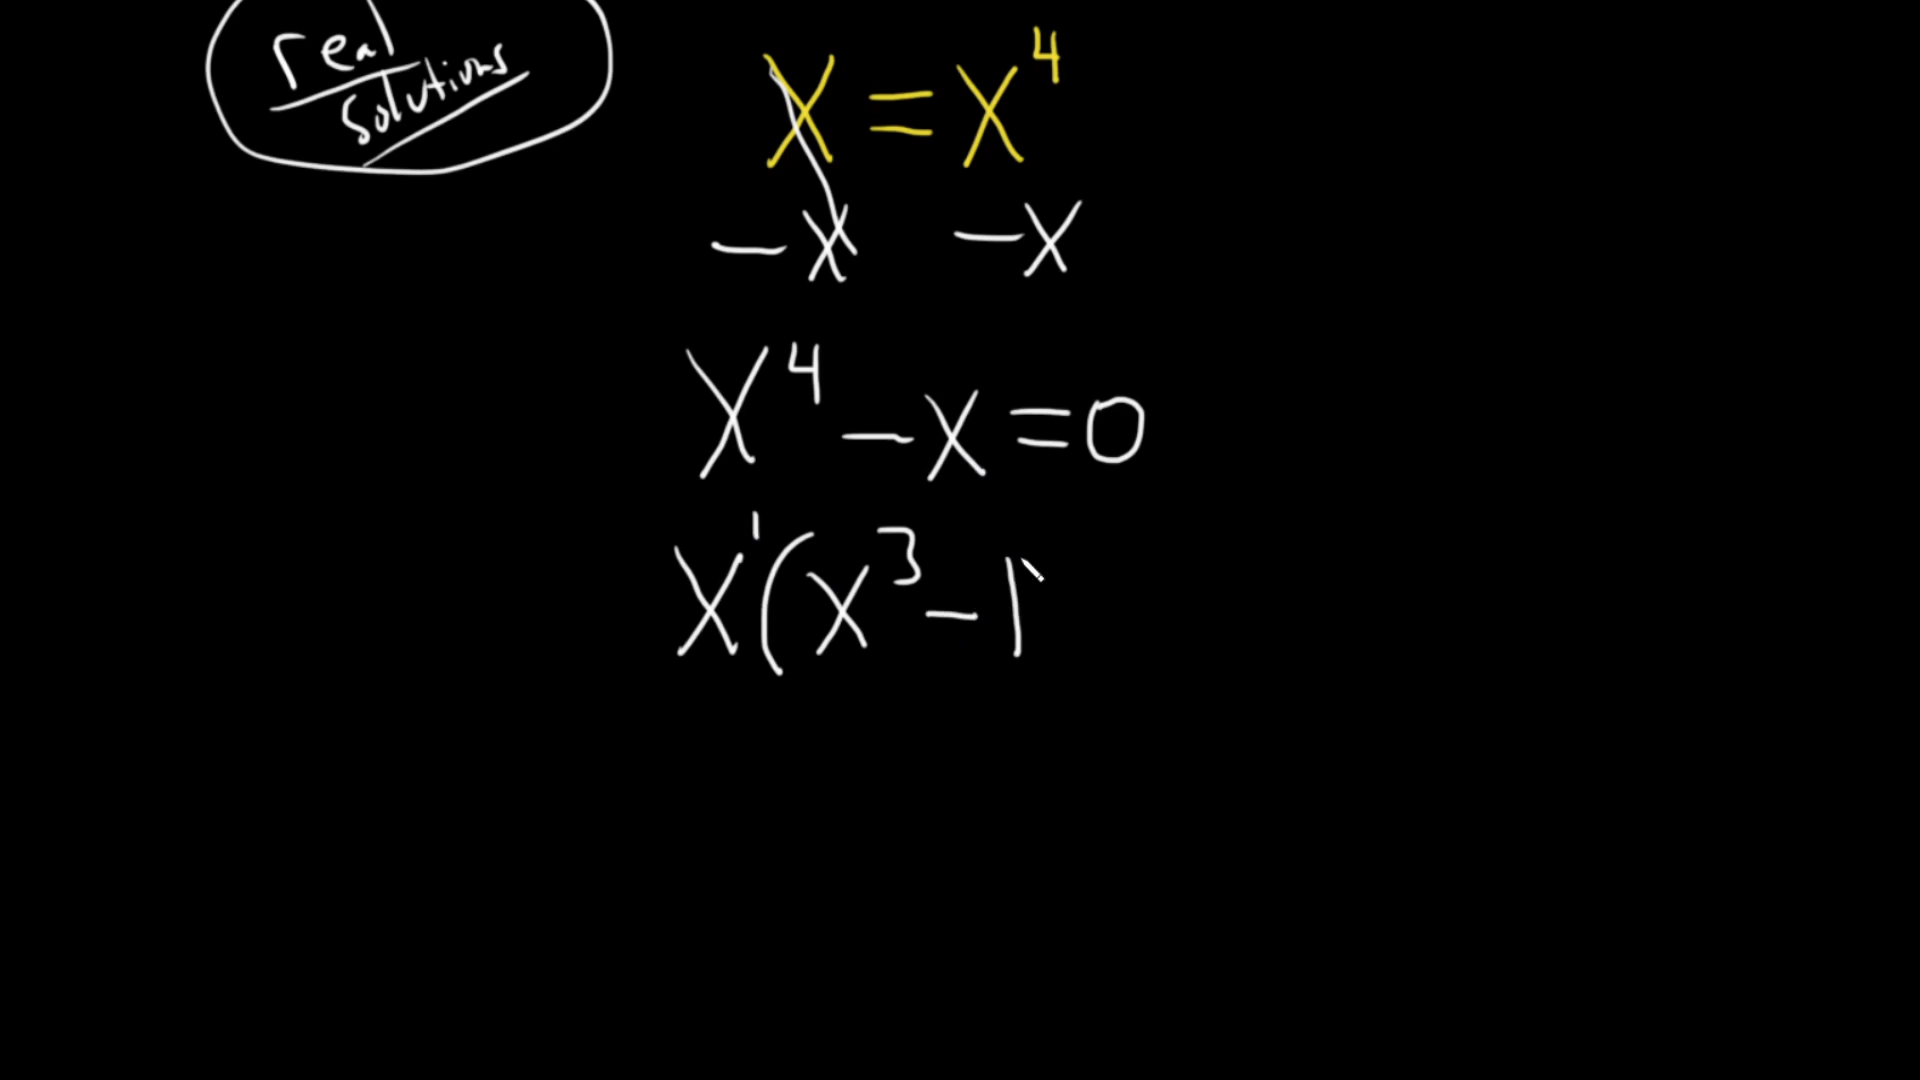 real
solutions
X = X⁴
-X -X
X⁴ - X = 0
X¹(X³ - 1